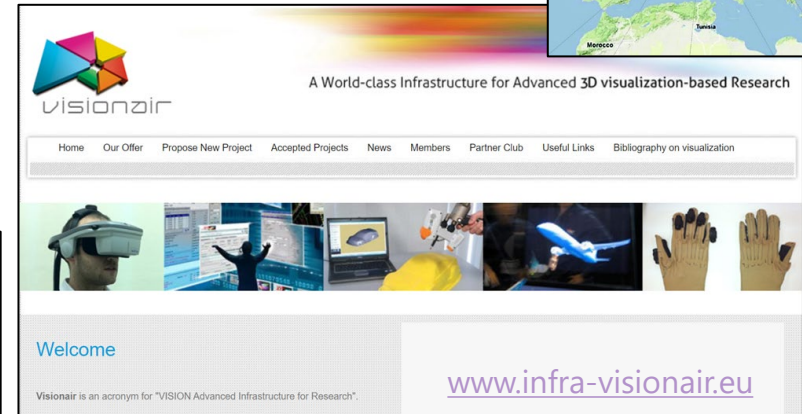 Tunisia
Morocco
visionair
A World-class Infrastructure for Advanced 3D visualization-based Research
Home Our Offer Propose New Project Accepted Projects News Members Partner Club Useful Links Bibliography on visualization
Welcome
Visionair is an acronym for "VISION Advanced Infrastructure for Research".
www.infra-visionair.eu